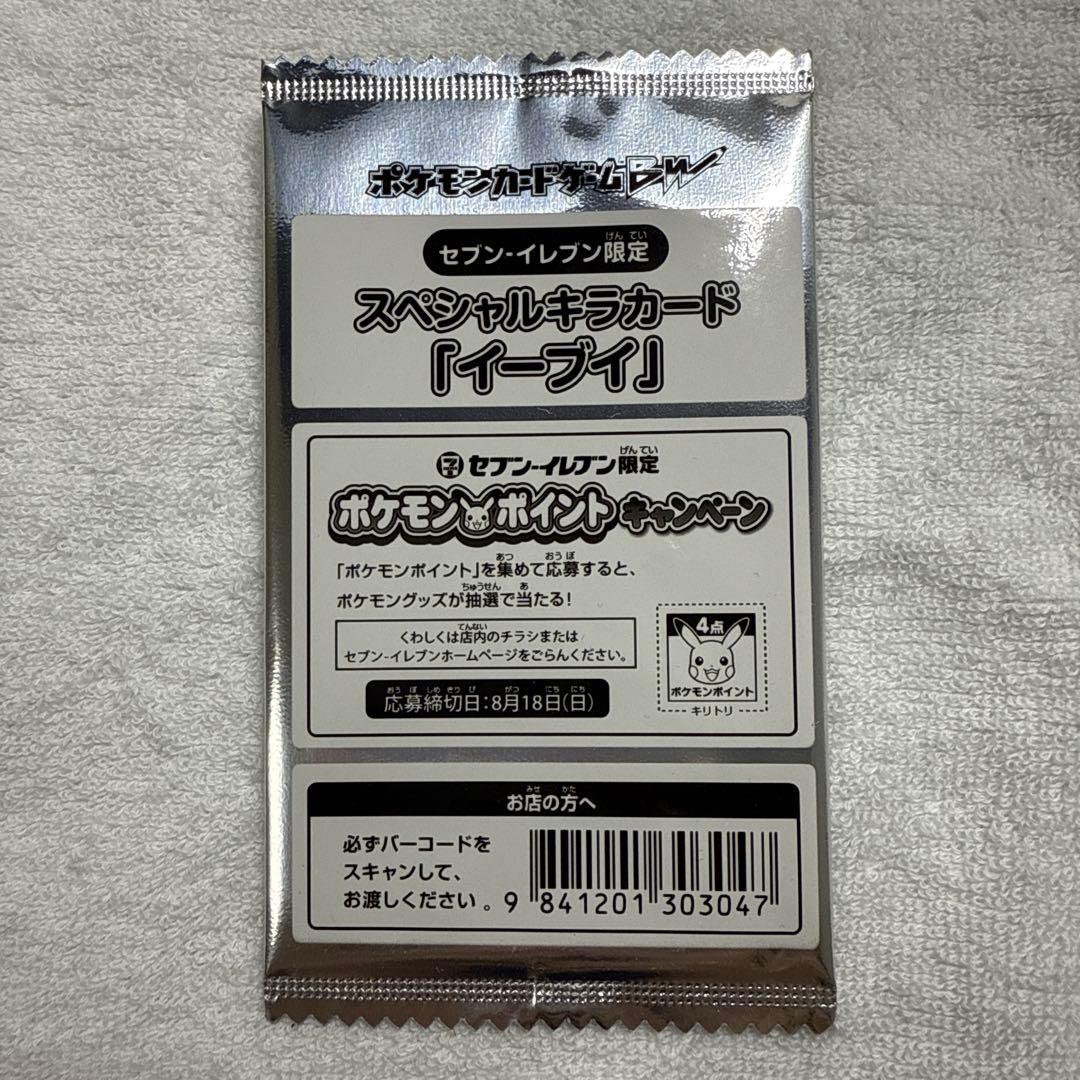 ポケモンカードゲームBW
セブン-イレブン限定
スペシャルキラカード
「イーブイ」
セブン-イレブン限定
ポケモンポイントキャンペーン
「ポケモンポイント」を集めて応募すると、
ポケモングッズが抽選で当たる!
くわしくは店内のチラシまたは
セブン-イレブンホームページをごらんください。
応募締切日:8月18日(日)
4点
ポケモンポイント
キリトリ
お店の方へ
必ずバーコードを
スキャンして、
お渡しください。
9 841201 303047